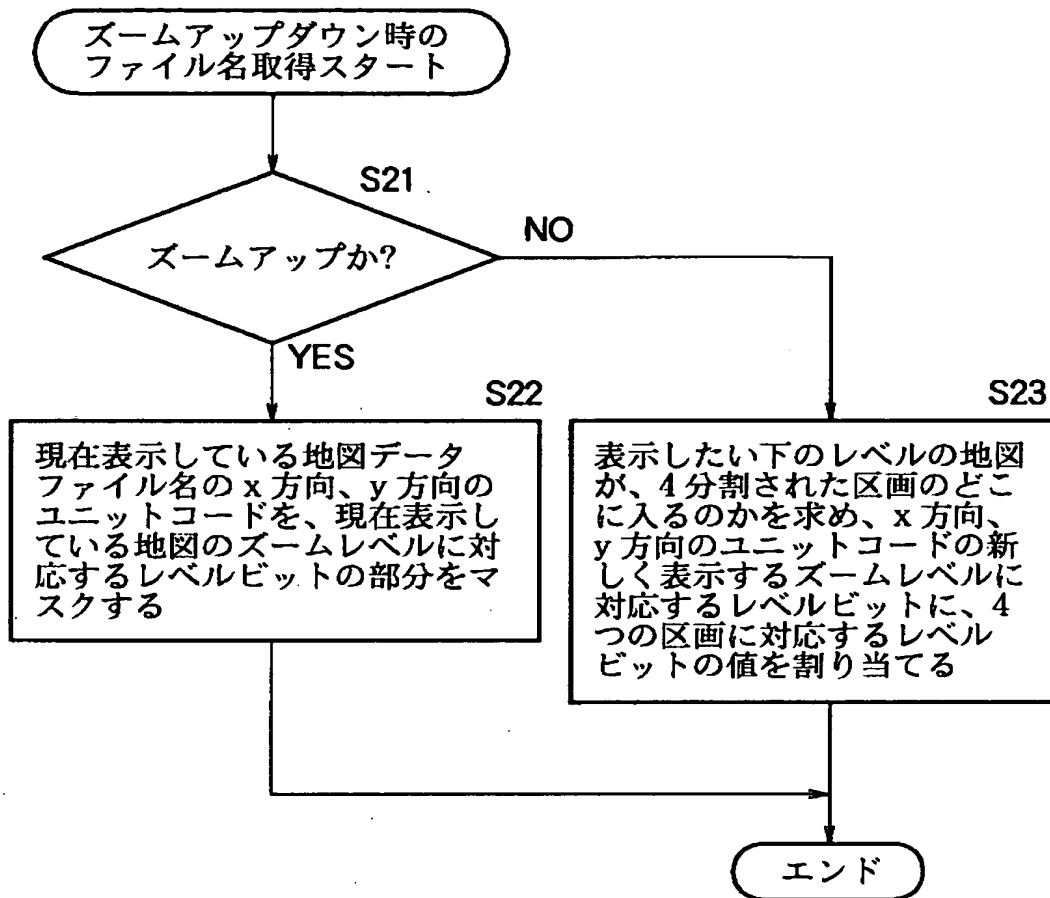 ズームアップダウン時の
ファイル名取得スタート
S21
ズームアップか?
NO
YES
S22
現在表示している地図データ
ファイル名のx方向、y方向の
ユニットコードを、現在表示し
ている地図のズームレベルに対
応するレベルビットの部分をマ
スクする
S23
表示したい下のレベルの地図
が、4分割された区画のどこ
に入るのかを求め、x方向、
y方向のユニットコードの新
しく表示するズームレベルに
対応するレベルビットに、4
つの区画に対応するレベル
ビットの値を割り当てる
エンド